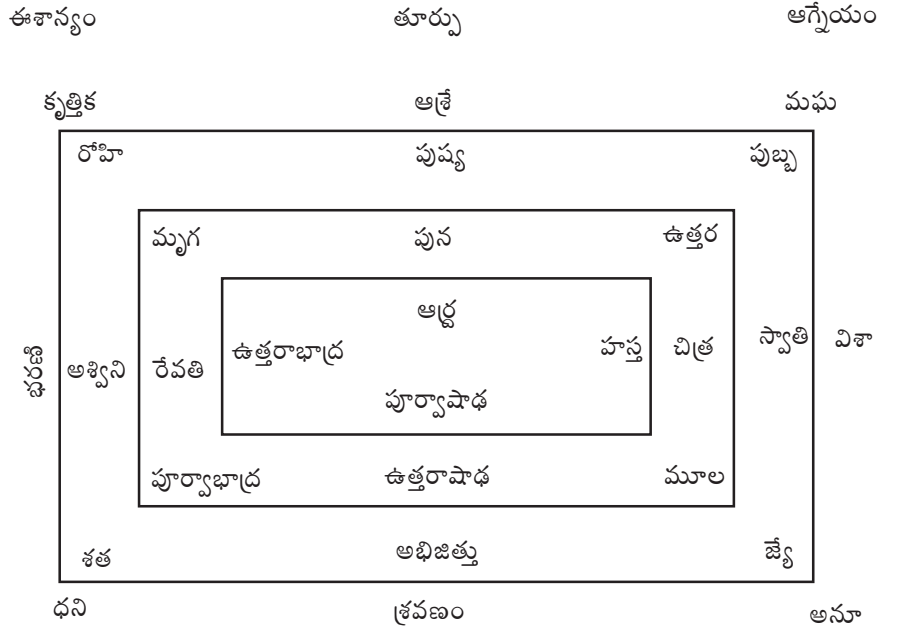 ఈశాన్యం తూర్పు ఆగ్నేయం
కృత్తిక ఆశ్రే మఘ
రోహి పుష్య పుబ్బ
మృగ పున ఉత్తర
ఆర్ద్ర
భరణి అశ్విని రేవతి ఉత్తరాభాద్ర హస్త చిత్ర స్వాతి విశా
పూర్వాషాఢ
పూర్వాభాద్ర ఉత్తరాషాఢ మూల
శత అభిజిత్తు జ్యే
ధని శ్రవణం అనూ